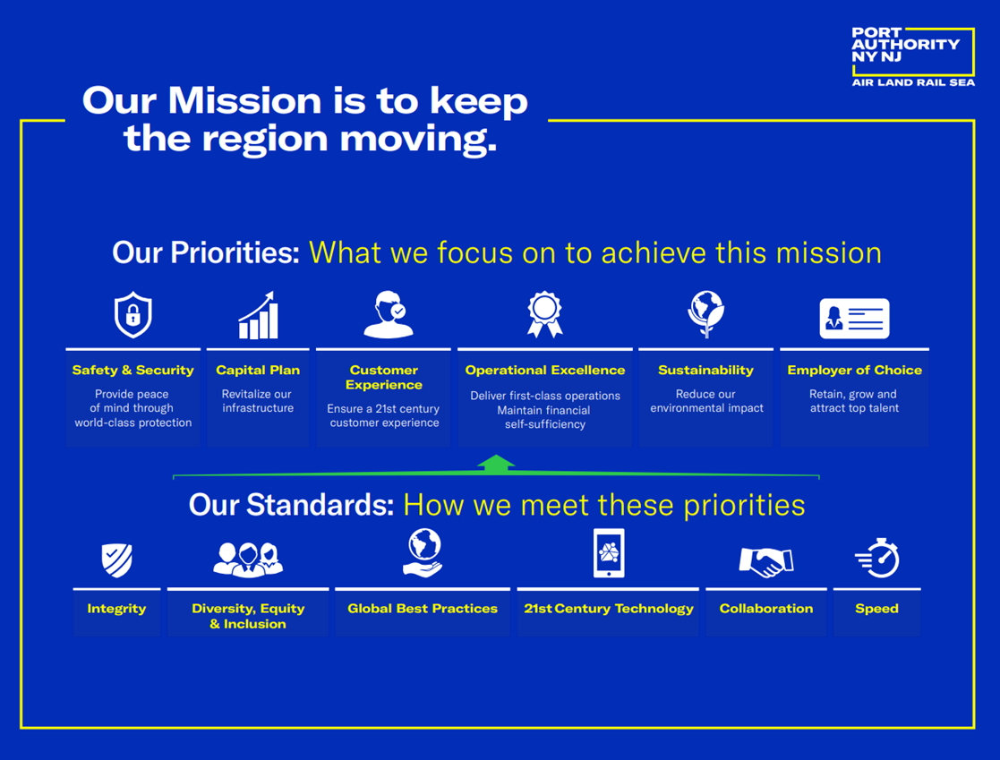 PORT
AUTHORITY
NY NJ
AIR LAND RAIL SEA
Our Mission is to keep
the region moving.
Our Priorities: What we focus on to achieve this mission
Safety & Security
Provide peace
of mind through
world-class protection
Capital Plan
Revitalize our
infrastructure
Customer
Experience
Ensure a 21st century
customer experience
Operational Excellence
Deliver first-class operations
Maintain financial
self-sufficiency
Sustainability
Reduce our
environmental impact
Employer of Choice
Retain, grow and
attract top talent
Our Standards: How we meet these priorities
Integrity
Diversity, Equity
& Inclusion
Global Best Practices
21st Century Technology
Collaboration
Speed